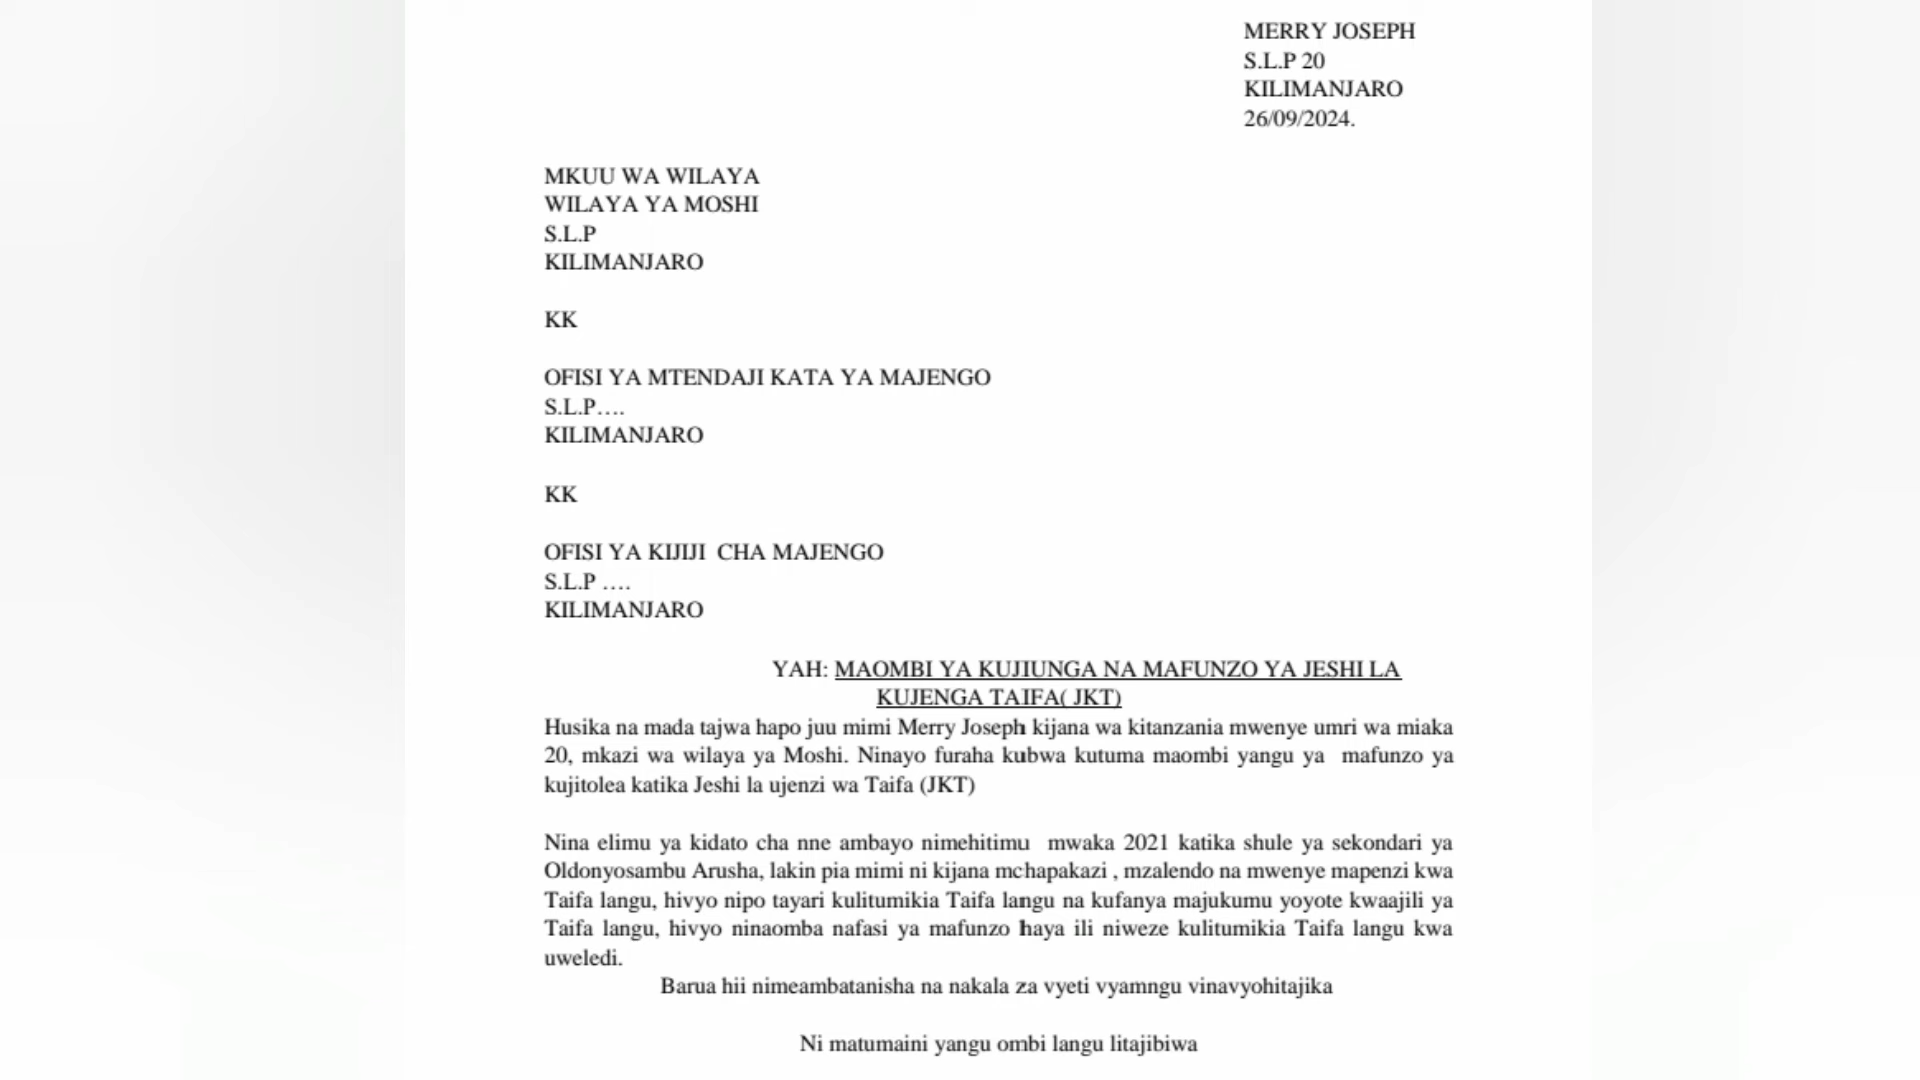 MERRY JOSEPH
S.L.P 20
KILIMANJARO
26/09/2024.
MKUU WA WILAYA
WILAYA YA MOSHI
S.L.P
KILIMANJARO
KK
OFISI YA MTENDAJI KATA YA MAJENGO
S.L.P….
KILIMANJARO
KK
OFISI YA KIJIJI CHA MAJENGO
S.L.P ….
KILIMANJARO
YAH: MAOMBI YA KUJIUNGA NA MAFUNZO YA JESHI LA
KUJENGA TAIFA( JKT)
Husika na mada tajwa hapo juu mimi Merry Joseph kijana wa kitanzania mwenye umri wa miaka
20, mkazi wa wilaya ya Moshi. Ninayo furaha kubwa kutuma maombi yangu ya mafunzo ya
kujitolea katika Jeshi la ujenzi wa Taifa (JKT)
Nina elimu ya kidato cha nne ambayo nimehitimu mwaka 2021 katika shule ya sekondari ya
Oldonyosambu Arusha, lakin pia mimi ni kijana mchapakazi , mzalendo na mwenye mapenzi kwa
Taifa langu, hivyo nipo tayari kulitumikia Taifa langu na kufanya majukumu yoyote kwaajili ya
Taifa langu, hivyo ninaomba nafasi ya mafunzo haya ili niweze kulitumikia Taifa langu kwa
uweledi.
Barua hii nimeambatanisha na nakala za vyeti vyamngu vinavyohitajika
Ni matumaini yangu ombi langu litajibiwa